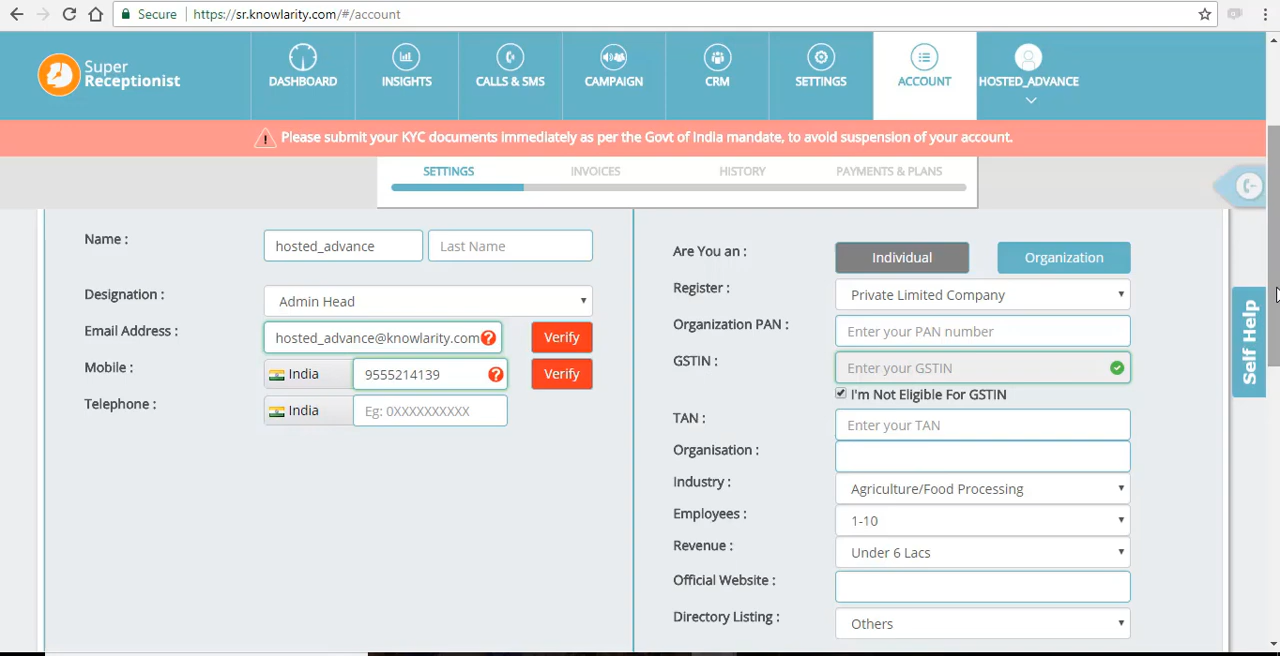 Secure https://sr.knowlarity.com/#/account
Super
Receptionist
DASHBOARD
INSIGHTS
CALLS & SMS
CAMPAIGN
CRM
SETTINGS
ACCOUNT
HOSTED_ADVANCE
Please submit your KYC documents immediately as per the Govt of India mandate, to avoid suspension of your account.
SETTINGS
INVOICES
HISTORY
PAYMENTS & PLANS
Name :
hosted_advance
Last Name
Designation :
Admin Head
Email Address :
hosted_advance@knowlarity.com
Verify
Mobile :
India
9555214139
Verify
Telephone :
India
Eg: 0XXXXXXXXXX
Are You an :
Individual
Organization
Register :
Private Limited Company
Organization PAN :
Enter your PAN number
GSTIN :
Enter your GSTIN
I'm Not Eligible For GSTIN
TAN :
Enter your TAN
Organisation :
Industry :
Agriculture/Food Processing
Employees :
1-10
Revenue :
Under 6 Lacs
Official Website :
Directory Listing :
Others
Self Help